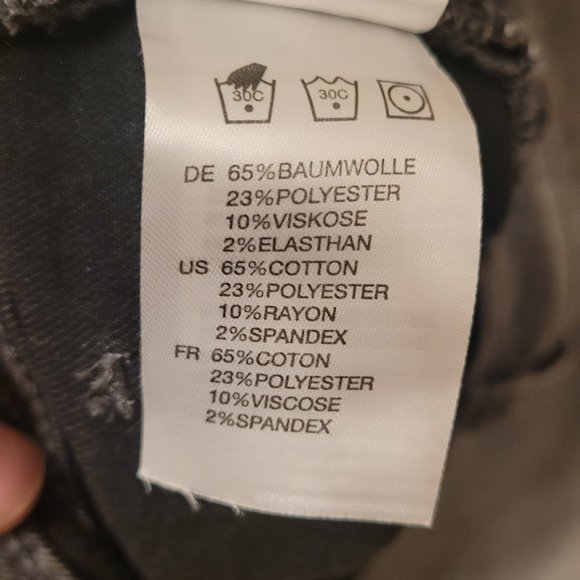 30C 30C
DE 65%BAUMWOLLE
23%POLYESTER
10%VISKOSE
2%ELASTHAN
US 65%COTTON
23%POLYESTER
10%RAYON
2%SPANDEX
FR 65%COTON
23%POLYESTER
10%VISCOSE
2%SPANDEX